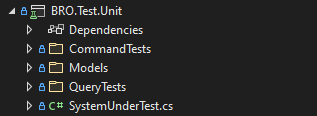 BRO.Test.Unit
Dependencies
CommandTests
Models
QueryTests
C# SystemUnderTest.cs